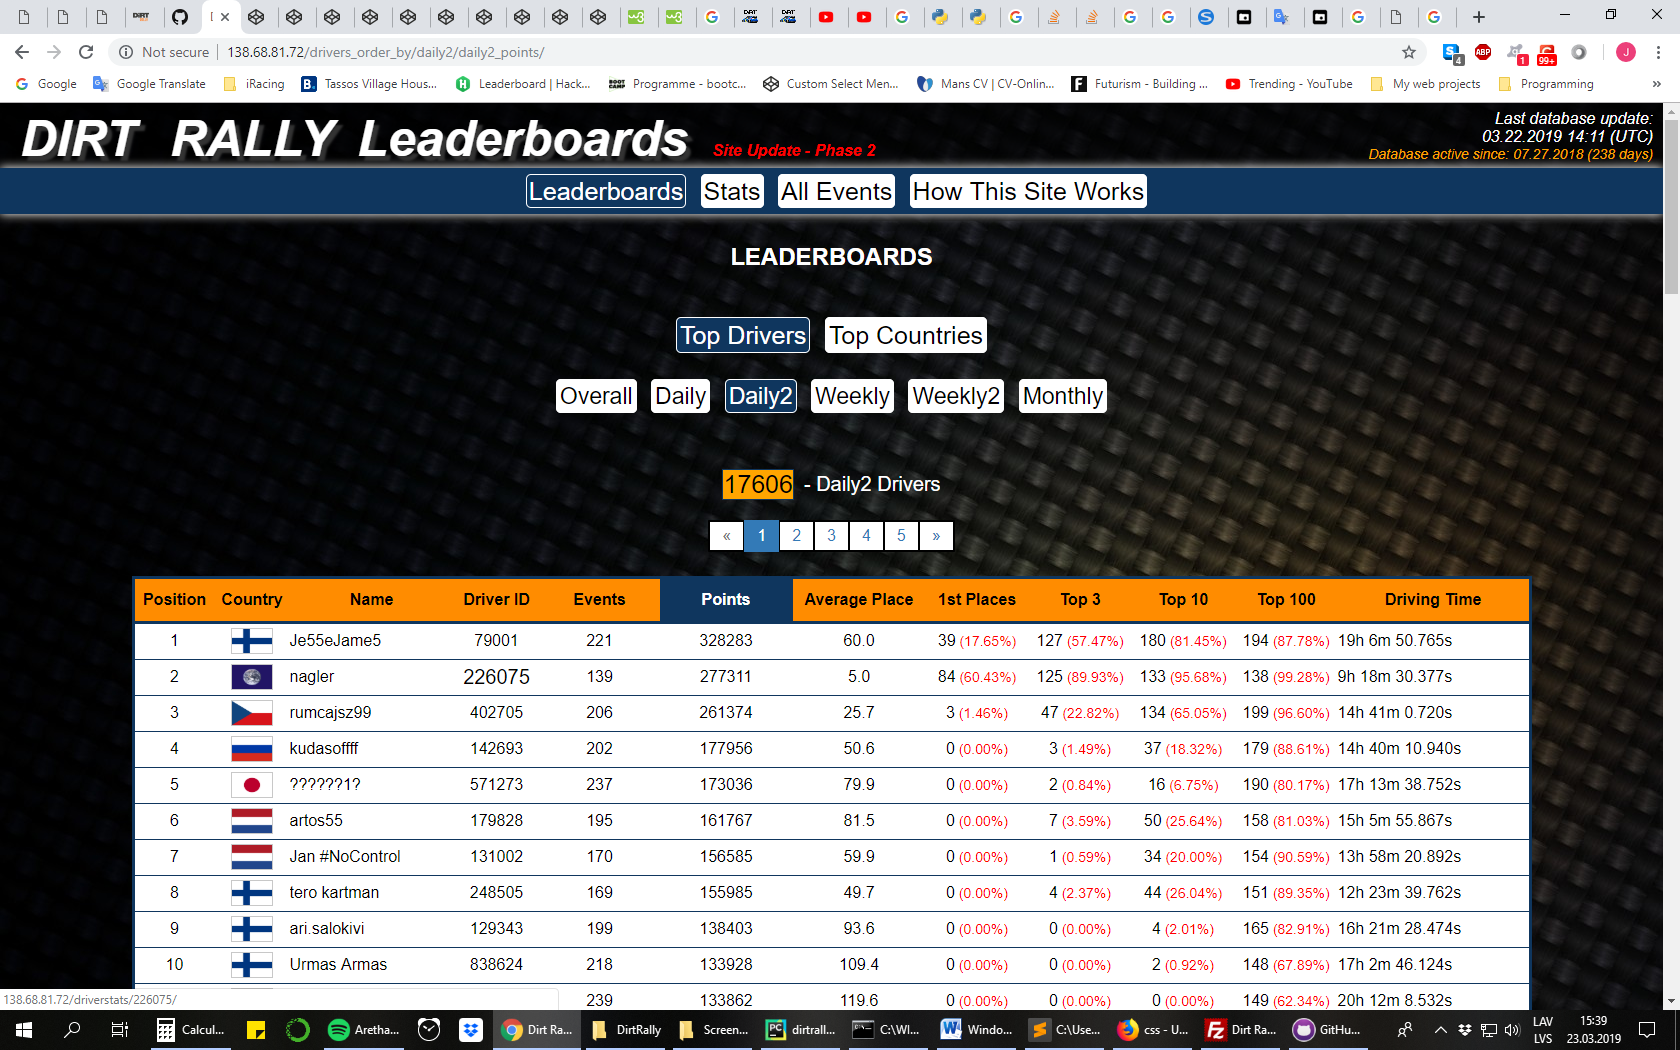 Not secure | 138.68.81.72/drivers_order_by/daily2/daily2_points/
Google Google Translate iRacing Tassos Village Hous... Leaderboard | Hack... Programme - bootc... Custom Select Men... Mans CV | CV-Onlin... Futurism - Building ... Trending - YouTube My web projects Programming »
DIRT RALLY Leaderboards
Site Update - Phase 2
Last database update:
03.22.2019 14:11 (UTC)
Database active since: 07.27.2018 (238 days)
Leaderboards Stats All Events How This Site Works
LEADERBOARDS
Top Drivers Top Countries
Overall Daily Daily2 Weekly Weekly2 Monthly
17606 - Daily2 Drivers
« 1 2 3 4 5 »
Position Country Name Driver ID Events Points Average Place 1st Places Top 3 Top 10 Top 100 Driving Time
1 Je55eJame5 79001 221 328283 60.0 39 (17.65%) 127 (57.47%) 180 (81.45%) 194 (87.78%) 19h 6m 50.765s
2 nagler 226075 139 277311 5.0 84 (60.43%) 125 (89.93%) 133 (95.68%) 138 (99.28%) 9h 18m 30.377s
3 rumcajsz99 402705 206 261374 25.7 3 (1.46%) 47 (22.82%) 134 (65.05%) 199 (96.60%) 14h 41m 0.720s
4 kudasoffff 142693 202 177956 50.6 0 (0.00%) 3 (1.49%) 37 (18.32%) 179 (88.61%) 14h 40m 10.940s
5 ??????1? 571273 237 173036 79.9 0 (0.00%) 2 (0.84%) 16 (6.75%) 190 (80.17%) 17h 13m 38.752s
6 artos55 179828 195 161767 81.5 0 (0.00%) 7 (3.59%) 50 (25.64%) 158 (81.03%) 15h 5m 55.867s
7 Jan #NoControl 131002 170 156585 59.9 0 (0.00%) 1 (0.59%) 34 (20.00%) 154 (90.59%) 13h 58m 20.892s
8 tero kartman 248505 169 155985 49.7 0 (0.00%) 4 (2.37%) 44 (26.04%) 151 (89.35%) 12h 23m 39.762s
9 ari.salokivi 129343 199 138403 93.6 0 (0.00%) 0 (0.00%) 4 (2.01%) 165 (82.91%) 16h 21m 28.474s
10 Urmas Armas 838624 218 133928 109.4 0 (0.00%) 0 (0.00%) 2 (0.92%) 148 (67.89%) 17h 2m 46.124s
239 133862 119.6 0 (0.00%) 0 (0.00%) 0 (0.00%) 149 (62.34%) 20h 12m 8.532s
138.68.81.72/driverstats/226075/
Calcul... Aretha... Dirt Ra... DirtRally Screen... dirtrall... C:\WI... Windo... C:\Use... css - U... Dirt Ra... GitHu... LAV 15:39
LVS 23.03.2019